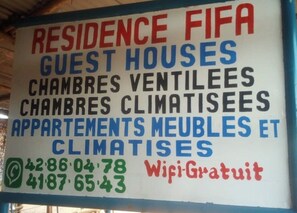 RESIDENCE FIFA
GUEST HOUSES
CHAMBRES VENTILEES
CHAMBRES CLIMATISEES
APPARTEMENTS MEUBLES ET
CLIMATISES
42.86.04.78 Wifi-Gratuit
41.87.65.43